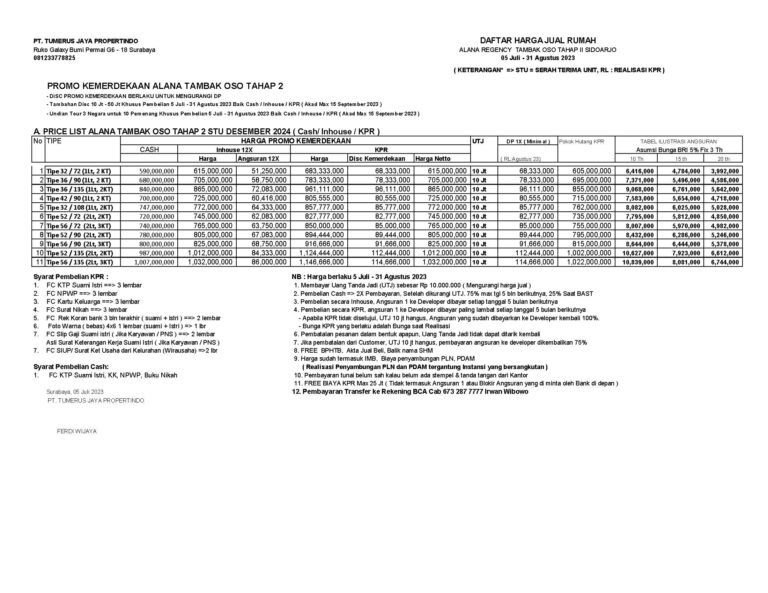 PT. TUMERUS JAYA PROPERTINDO
Ruko Galaxy Bumi Permai G6 - 18 Surabaya
081233778825
DAFTAR HARGA JUAL RUMAH
ALANA REGENCY TAMBAK OSO TAHAP II SIDOARJO
05 Juli - 31 Agustus 2023
( KETERANGAN* => STU = SERAH TERIMA UNIT, RL : REALISASI KPR )
PROMO KEMERDEKAAN ALANA TAMBAK OSO TAHAP 2
- DISC PROMO KEMERDEKAAN BERLAKU UNTUK MENGURANGI DP
- Tambahan Disc 10 Jt - 50 Jt Khusus Pembelian 5 Juli - 31 Agustus 2023 Baik Cash / Inhouse / KPR ( Akad Max 15 September 2023 )
- Undian Tour 3 Negara untuk 10 Pemenang Khusus Pembelian 5 Juli - 31 Agustus 2023 Baik Cash / Inhouse / KPR ( Akad Max 15 September 2023 )
A. PRICE LIST ALANA TAMBAK OSO TAHAP 2 STU DESEMBER 2024 ( Cash/ Inhouse / KPR )
No TIPE HARGA PROMO KEMERDEKAAN UTJ DP 1X ( Minimal ) Pokok Hutang KPR TABEL ILUSTRASI ANGSURAN
CASH Inhouse 12X KPR Asumsi Bunga BRI 5% Fix 3 Th
Harga Angsuran 12X Harga Disc Kemerdekaan Harga Netto ( RL Agustus 23) 10 Th 15 th 20 th
1 Tipe 32 / 72 (1Lt, 2 KT) 590,000,000 615,000,000 51,250,000 683,333,000 68,333,000 615,000,000 10 Jt 68,333,000 605,000,000 6,416,000 4,784,000 3,992,000
2 Tipe 36 / 90 (1Lt, 2 KT) 680,000,000 705,000,000 58,750,000 783,333,000 78,333,000 705,000,000 10 Jt 78,333,000 695,000,000 7,371,000 5,496,000 4,586,000
3 Tipe 36 / 135 (1Lt, 2KT) 840,000,000 865,000,000 72,083,000 961,111,000 96,111,000 865,000,000 10 Jt 96,111,000 855,000,000 9,068,000 6,761,000 5,642,000
4 Tipe 42 / 90 (1Lt, 2 KT) 700,000,000 725,000,000 60,416,000 805,555,000 80,555,000 725,000,000 10 Jt 80,555,000 715,000,000 7,583,000 5,654,000 4,718,000
5 Tipe 32 / 108 (1Lt, 2KT) 747,000,000 772,000,000 64,333,000 857,777,000 85,777,000 772,000,000 10 Jt 85,777,000 762,000,000 8,082,000 6,025,000 5,028,000
6 Tipe 52 / 72 (2Lt, 2KT) 720,000,000 745,000,000 62,083,000 827,777,000 82,777,000 745,000,000 10 Jt 82,777,000 735,000,000 7,795,000 5,812,000 4,850,000
7 Tipe 56 / 72 (2Lt, 3KT) 740,000,000 765,000,000 63,750,000 850,000,000 85,000,000 765,000,000 10 Jt 85,000,000 755,000,000 8,007,000 5,970,000 4,982,000
8 Tipe 52 / 90 (2Lt, 2KT) 780,000,000 805,000,000 67,083,000 894,444,000 89,444,000 805,000,000 10 Jt 89,444,000 795,000,000 8,432,000 6,286,000 5,246,000
9 Tipe 56 / 90 (2Lt, 3KT) 800,000,000 825,000,000 68,750,000 916,666,000 91,666,000 825,000,000 10 Jt 91,666,000 815,000,000 8,644,000 6,444,000 5,378,000
10 Tipe 52 / 135 (2Lt, 2KT) 987,000,000 1,012,000,000 84,333,000 1,124,444,000 112,444,000 1,012,000,000 10 Jt 112,444,000 1,002,000,000 10,627,000 7,923,000 6,612,000
11 Tipe 56 / 135 (2Lt, 3KT) 1,007,000,000 1,032,000,000 86,000,000 1,146,666,000 114,666,000 1,032,000,000 10 Jt 114,666,000 1,022,000,000 10,839,000 8,081,000 6,744,000
Syarat Pembelian KPR :
1. FC KTP Suami Istri ==> 3 lembar
2. FC NPWP ==> 3 lembar
3. FC Kartu Keluarga ==> 3 lembar
4. FC Surat Nikah ==> 3 lembar
5. FC Rek Koran bank 3 bln terakhir ( suami + istri ) ==> 2 lembar
6. Foto Warna ( bebas) 4x6 1 lembar (suami + istri ) => 1 lbr
7. FC Slip Gaji Suami istri ( Jika Karyawan / PNS ) ==> 2 lembar
Asli Surat Keterangan Kerja Suami Istri ( Jika Karyawan / PNS )
7. FC SIUP/ Surat Ket Usaha dari Kelurahan (Wirausaha) =>2 lbr
Syarat Pembelian Cash:
1. FC KTP Suami Istri, KK, NPWP, Buku Nikah
Surabaya, 05 Juli 2023
PT. TUMERUS JAYA PROPERTINDO
FERDI WIJAYA
NB : Harga berlaku 5 Juli - 31 Agustus 2023
1. Membayar Uang Tanda Jadi (UTJ) sebesar Rp 10.000.000 ( Mengurangi harga jual )
2. Pembelian Cash => 2X Pembayaran, Setelah dikurangi UTJ. 75% max tgl 5 bln berikutnya, 25% Saat BAST
3. Pembelian secara Inhouse, Angsuran 1 ke Developer dibayar setiap tanggal 5 bulan berikutnya
4. Pembelian secara KPR, angsuran 1 ke Developer dibayar paling lambat setiap tanggal 5 bulan berikutnya
- Apabila KPR tidak disetujui, UTJ 10 jt hangus, Angsuran yang sudah dibayarkan ke Developer kembali 100%.
- Bunga KPR yang berlaku adalah Bunga saat Realisasi
6. Pembatalan pesanan dalam bentuk apapun, Uang Tanda Jadi tidak dapat ditarik kembali
7. Jika pembatalan dari Customer, UTJ 10 jt hangus, pembayaran angsuran ke developer dikembalikan 75%
8. FREE BPHTB, Akta Jual Beli, Balik nama SHM
9. Harga sudah termasuk IMB, Biaya penyambungan PLN, PDAM
( Realisasi Penyambungan PLN dan PDAM tergantung Instansi yang bersangkutan )
10. Pembayaran tunai belum sah kalau belum ada stempel & tanda tangan dari Kantor
11. FREE BIAYA KPR Max 25 Jt ( Tidak termasuk Angsuran 1 atau Blokir Angsuran yang di minta oleh Bank di depan )
12. Pembayaran Transfer ke Rekening BCA Cab 673 287 7777 Irwan Wibowo